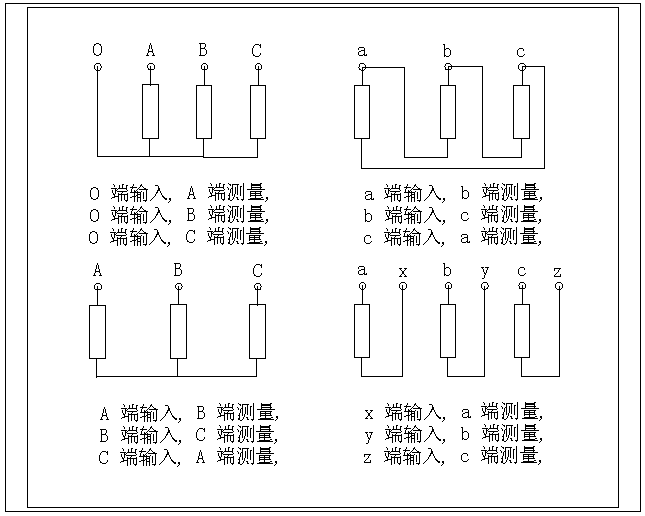 O A B C
a b c
O 端输入, A 端测量,
O 端输入, B 端测量,
O 端输入, C 端测量,
a 端输入, b 端测量,
b 端输入, c 端测量,
c 端输入, a 端测量,
A B C
a x b y c z
A 端输入, B 端测量,
B 端输入, C 端测量,
C 端输入, A 端测量,
x 端输入, a 端测量,
y 端输入, b 端测量,
z 端输入, c 端测量,